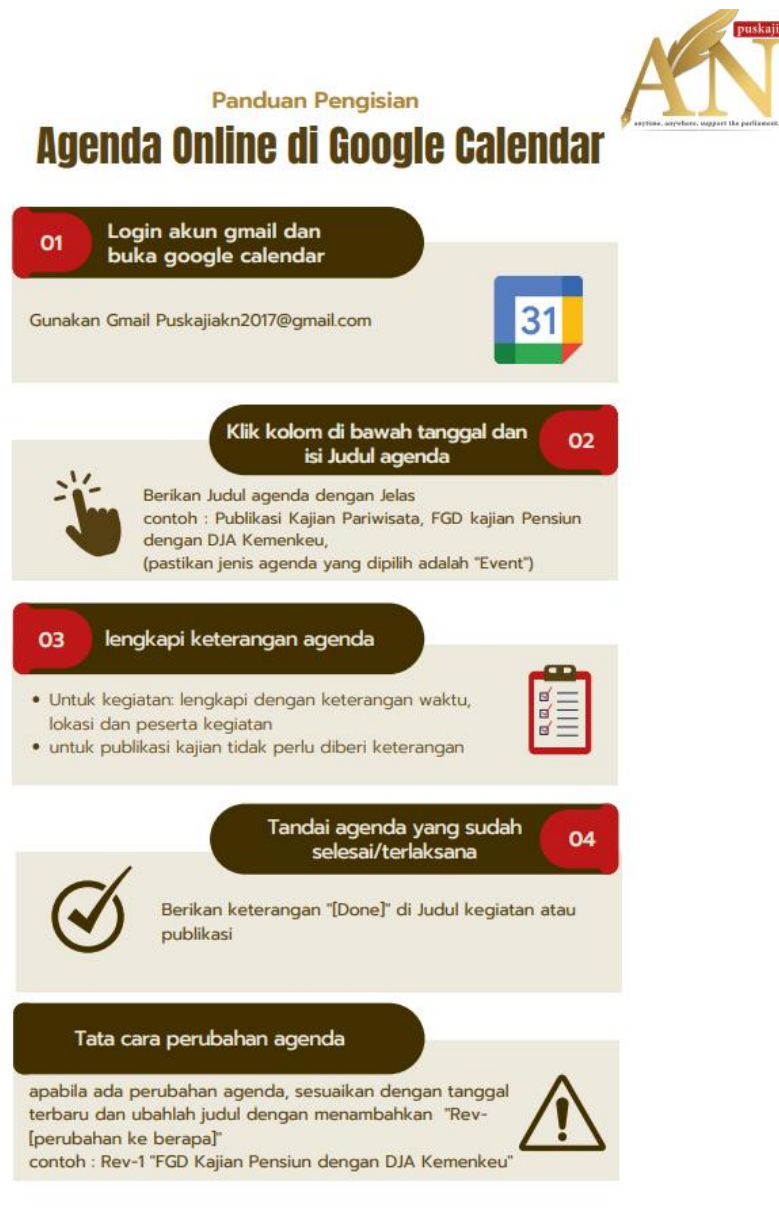 puskaji
AN
anytime, anywhere, support the parliament.
Panduan Pengisian
Agenda Online di Google Calendar
01
Login akun gmail dan
buka google calendar
Gunakan Gmail Puskajiakn2017@gmail.com
31
Klik kolom di bawah tanggal dan
isi Judul agenda
02
Berikan Judul agenda dengan Jelas
contoh : Publikasi Kajian Pariwisata, FGD kajian Pensiun
dengan DJA Kemenkeu,
(pastikan jenis agenda yang dipilih adalah "Event")
03
lengkapi keterangan agenda
• Untuk kegiatan: lengkapi dengan keterangan waktu,
lokasi dan peserta kegiatan
• untuk publikasi kajian tidak perlu diberi keterangan
Tandai agenda yang sudah
selesai/terlaksana
04
Berikan keterangan "[Done]" di Judul kegiatan atau
publikasi
Tata cara perubahan agenda
apabila ada perubahan agenda, sesuaikan dengan tanggal
terbaru dan ubahlah judul dengan menambahkan "Rev-
[perubahan ke berapa]"
contoh : Rev-1 "FGD Kajian Pensiun dengan DJA Kemenkeu"